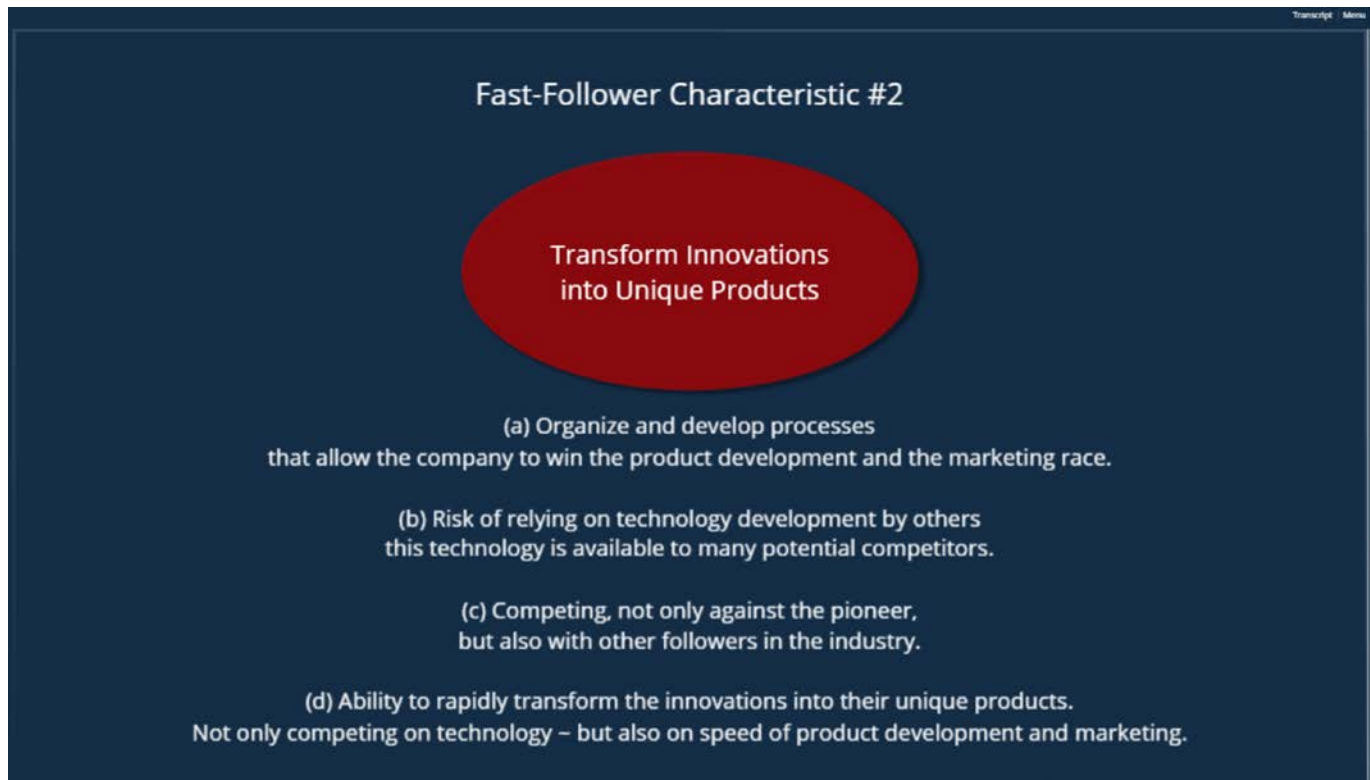 Transcript Menu
Fast-Follower Characteristic #2
Transform Innovations
into Unique Products
(a) Organize and develop processes
that allow the company to win the product development and the marketing race.
(b) Risk of relying on technology development by others
this technology is available to many potential competitors.
(c) Competing, not only against the pioneer,
but also with other followers in the industry.
(d) Ability to rapidly transform the innovations into their unique products.
Not only competing on technology – but also on speed of product development and marketing.